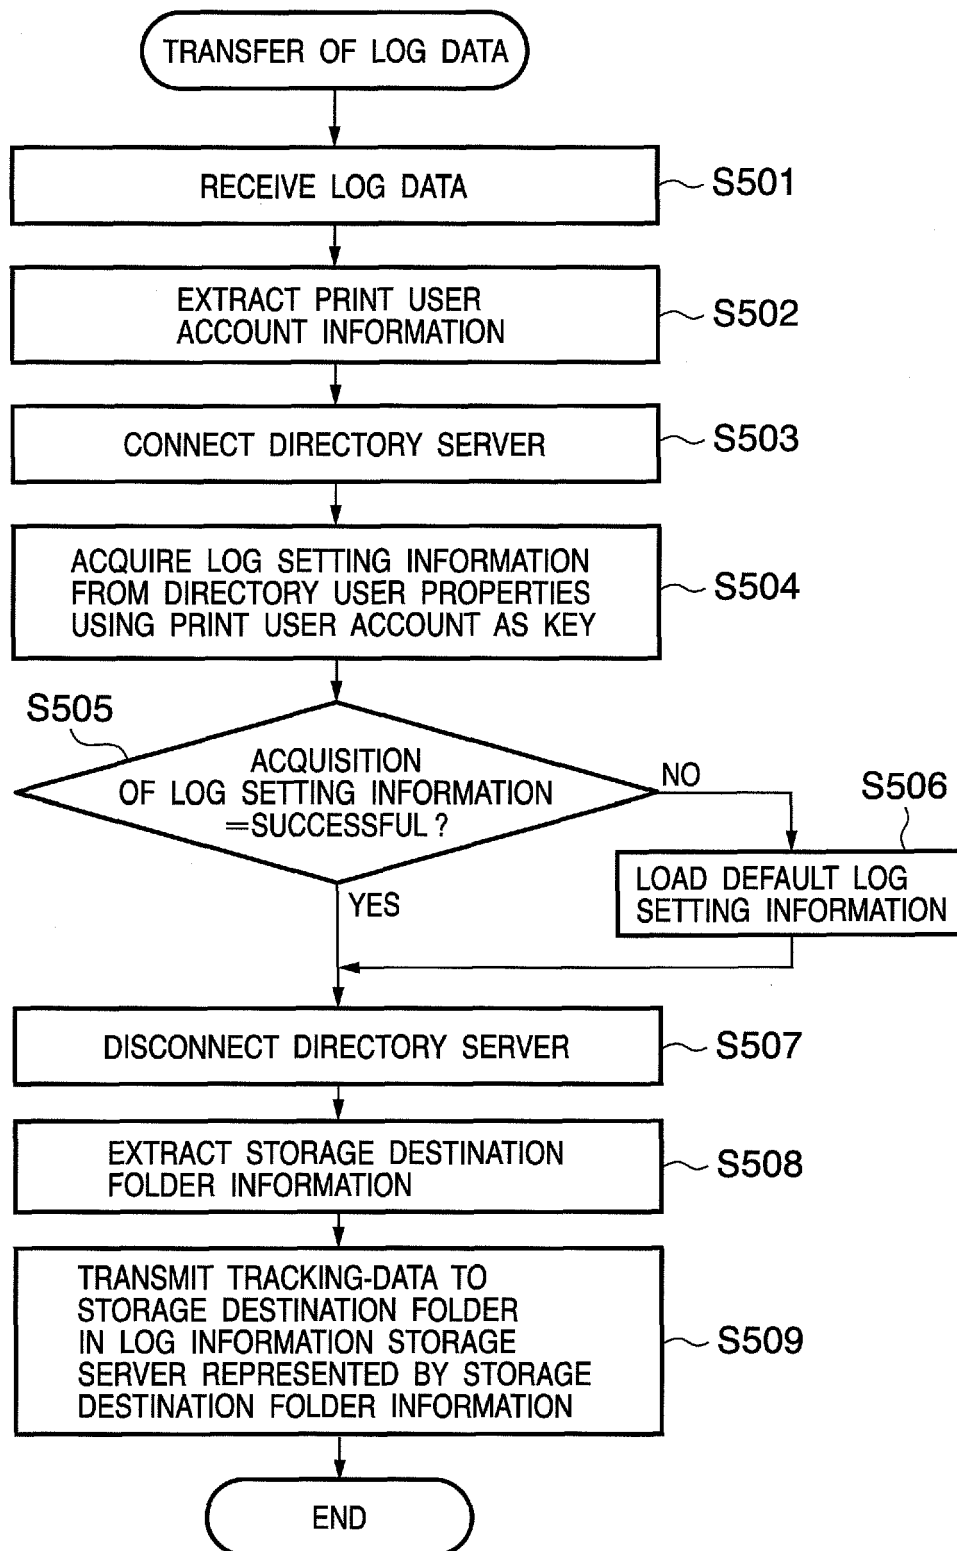 TRANSFER OF LOG DATA
RECEIVE LOG DATA
S501
EXTRACT PRINT USER
ACCOUNT INFORMATION
S502
CONNECT DIRECTORY SERVER
S503
ACQUIRE LOG SETTING INFORMATION
FROM DIRECTORY USER PROPERTIES
USING PRINT USER ACCOUNT AS KEY
S504
S505
ACQUISITION
OF LOG SETTING INFORMATION
=SUCCESSFUL?
NO
S506
LOAD DEFAULT LOG
SETTING INFORMATION
YES
DISCONNECT DIRECTORY SERVER
S507
EXTRACT STORAGE DESTINATION
FOLDER INFORMATION
S508
TRANSMIT TRACKING-DATA TO
STORAGE DESTINATION FOLDER
IN LOG INFORMATION STORAGE
SERVER REPRESENTED BY STORAGE
DESTINATION FOLDER INFORMATION
S509
END